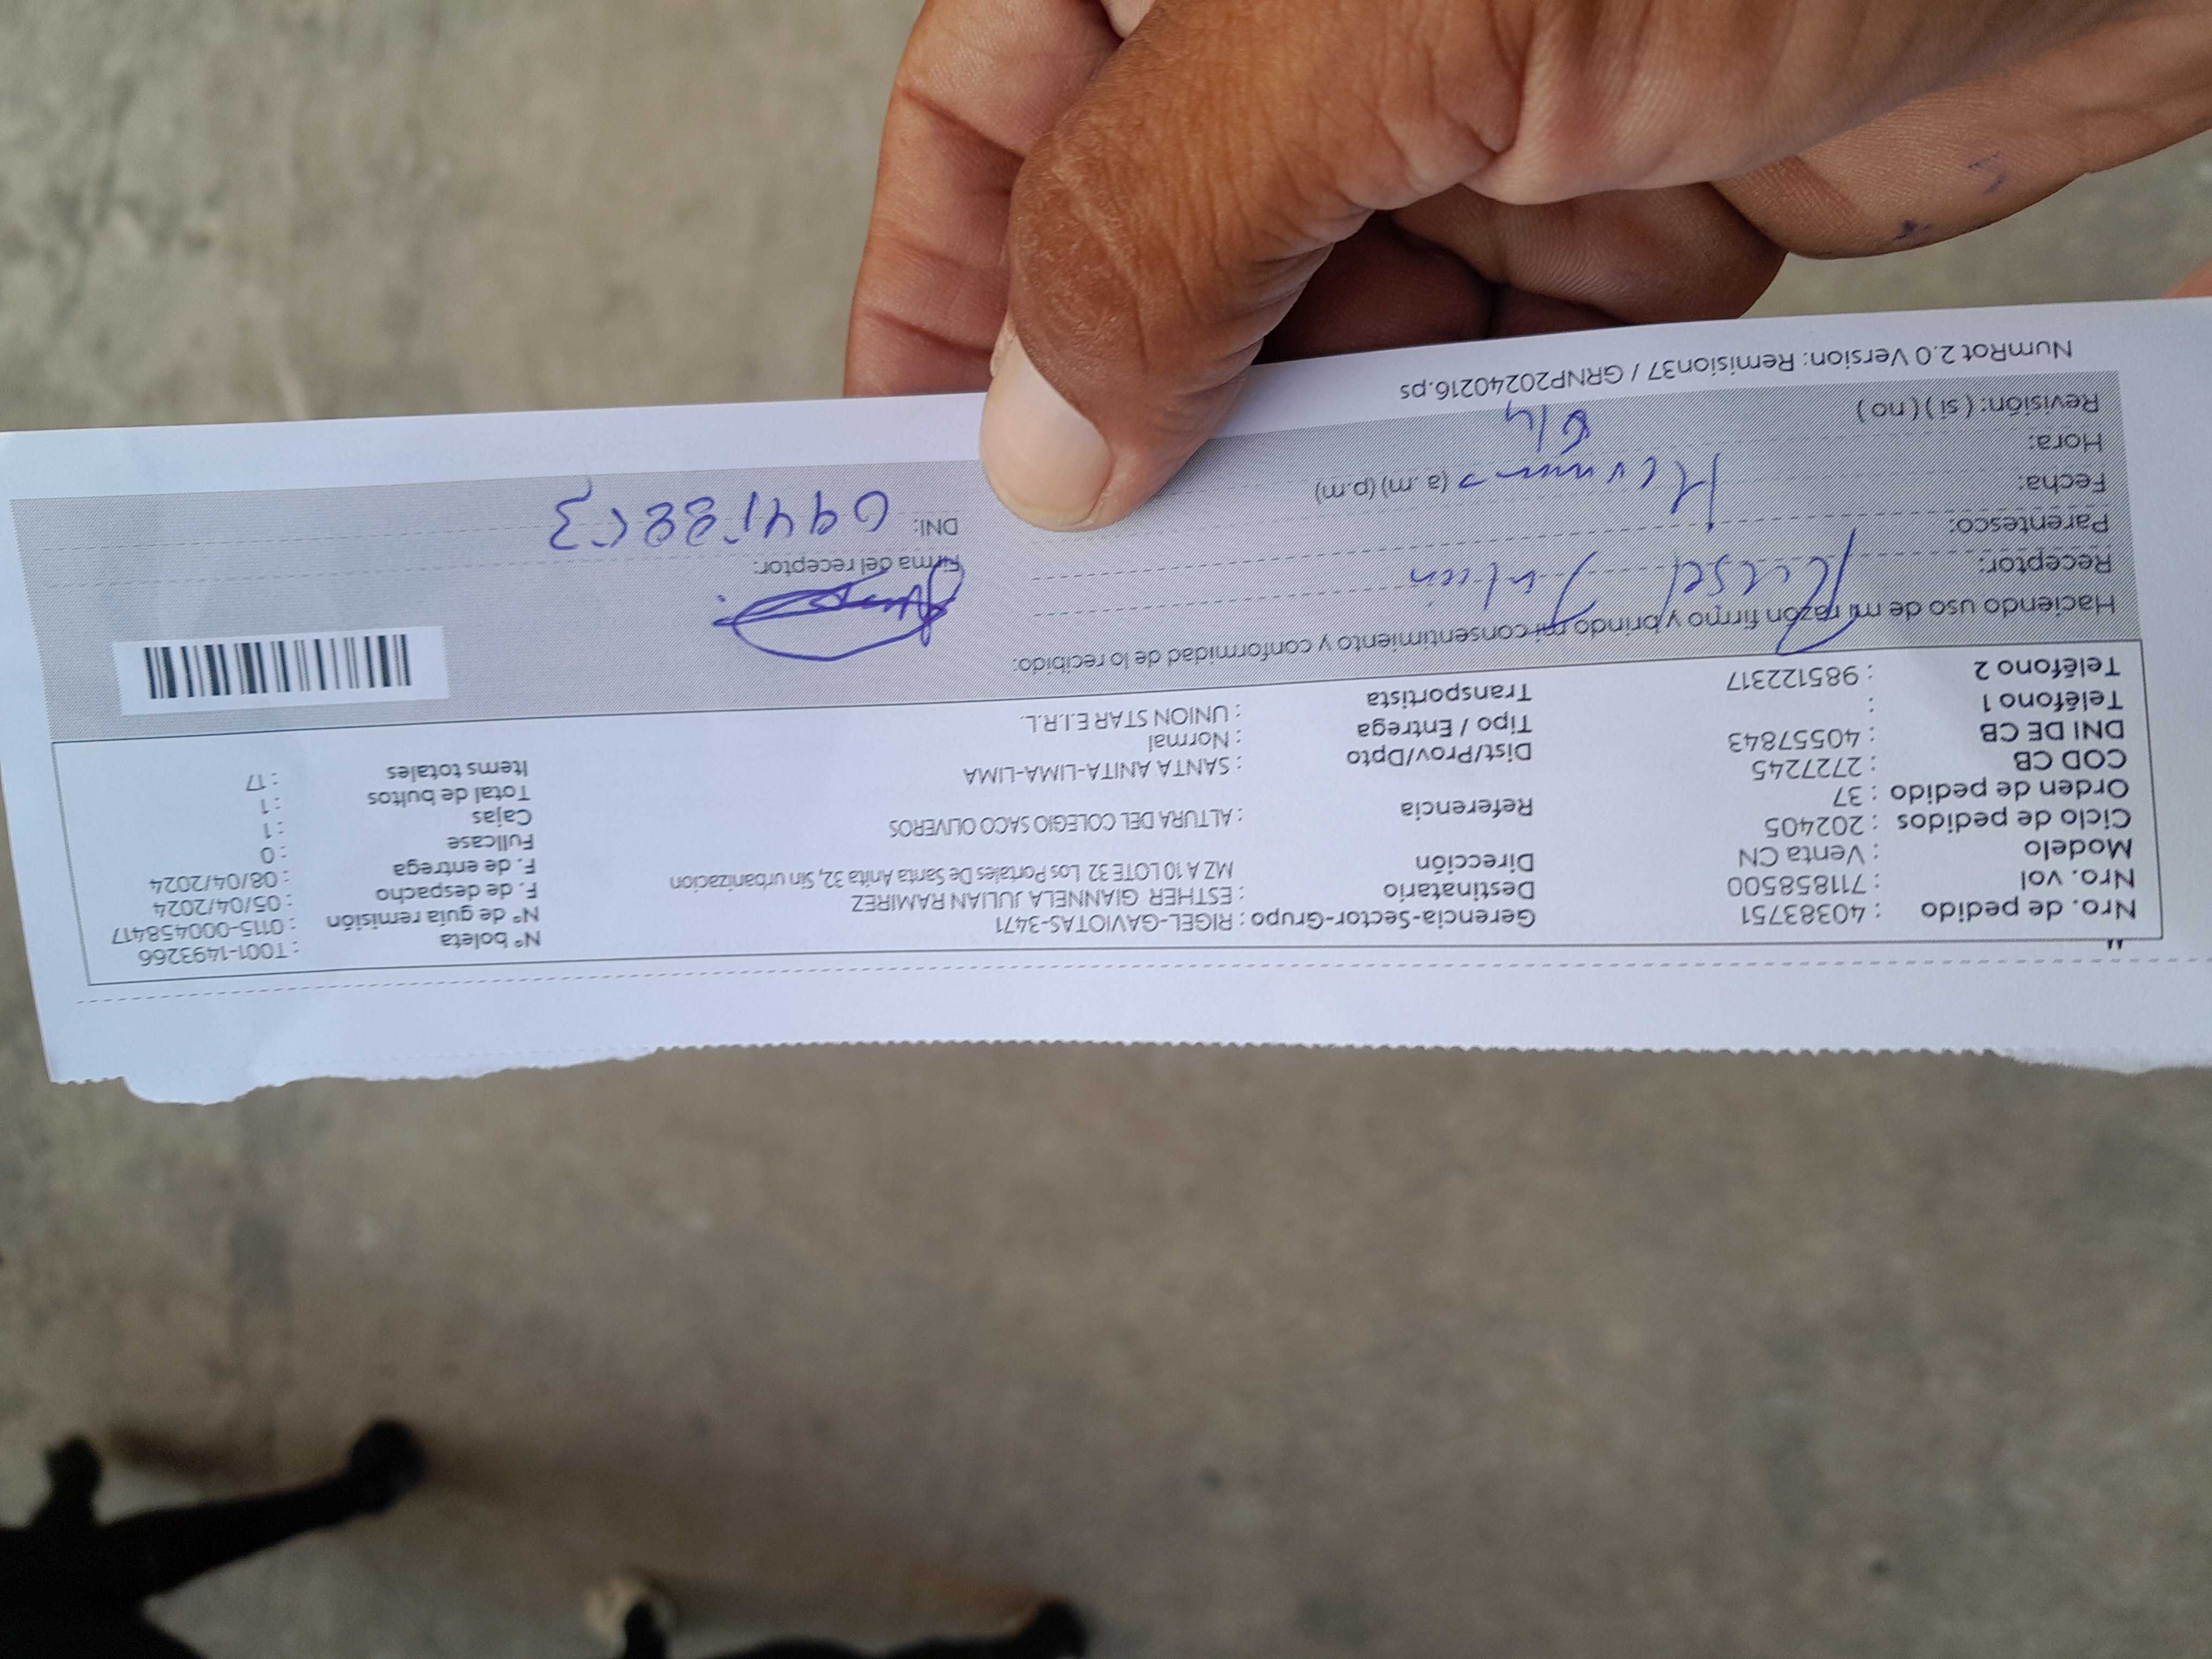 Nro. de pedido : 40383751 Gerencia-Sector-Grupo : RIGEL-GAVIOTAS-3471 N° boleta : T001-1493266
Nro. vol : 711858500 Destinatario : ESTHER GIANNELA JULIAN RAMIREZ N° de guía remisión : 0115-000458417
Modelo : Venta CN Dirección MZ A 10 LOTE 32 Los Portales De Santa Anita 32, Sin urbanizacion F. de despacho : 05/04/2024
Ciclo de pedidos : 202405 F. de entrega : 08/04/2024
Orden de pedido : 37 Referencia : ALTURA DEL COLEGIO SACO OLIVEROS Fullcase : 0
COD CB : 2727245 Cajas : 1
DNI DE CB : 40557843 Dist/Prov/Dpto : SANTA ANITA-LIMA-LIMA Total de bultos : 1
Teléfono 1 : Tipo / Entrega : Normal Items totales : 17
Teléfono 2 : 985122317 Transportista : UNION STAR E.I.R.L.
Haciendo uso de mi razón firmo y brindo mi consentimiento y conformidad de lo recibido:
Receptor:
Parentesco: Firma del receptor:
Fecha: DNI:
Hora: (a.m) (p.m)
Revisión: ( si ) ( no ) 6/4
NumRot 2.0 Version: Remision37 / GRNP20240216.ps